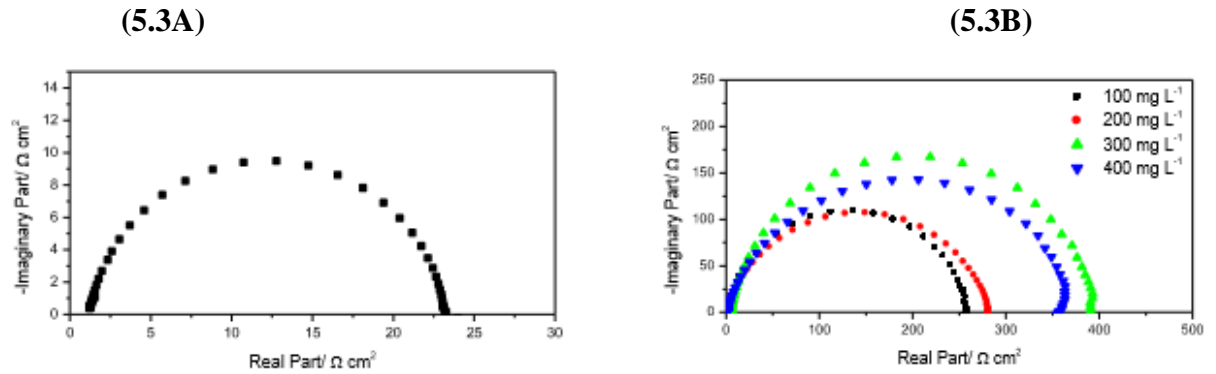 (5.3A)
(5.3B)
14
12
10
8
6
4
2
0
-Imaginary Part/ Ω cm²
0 5 10 15 20 25 30
Real Part/ Ω cm²
250
200
150
100
50
0
-Imaginary Part/ Ω cm²
100 mg L⁻¹
200 mg L⁻¹
300 mg L⁻¹
400 mg L⁻¹
0 100 200 300 400 500
Real Part/ Ω cm²